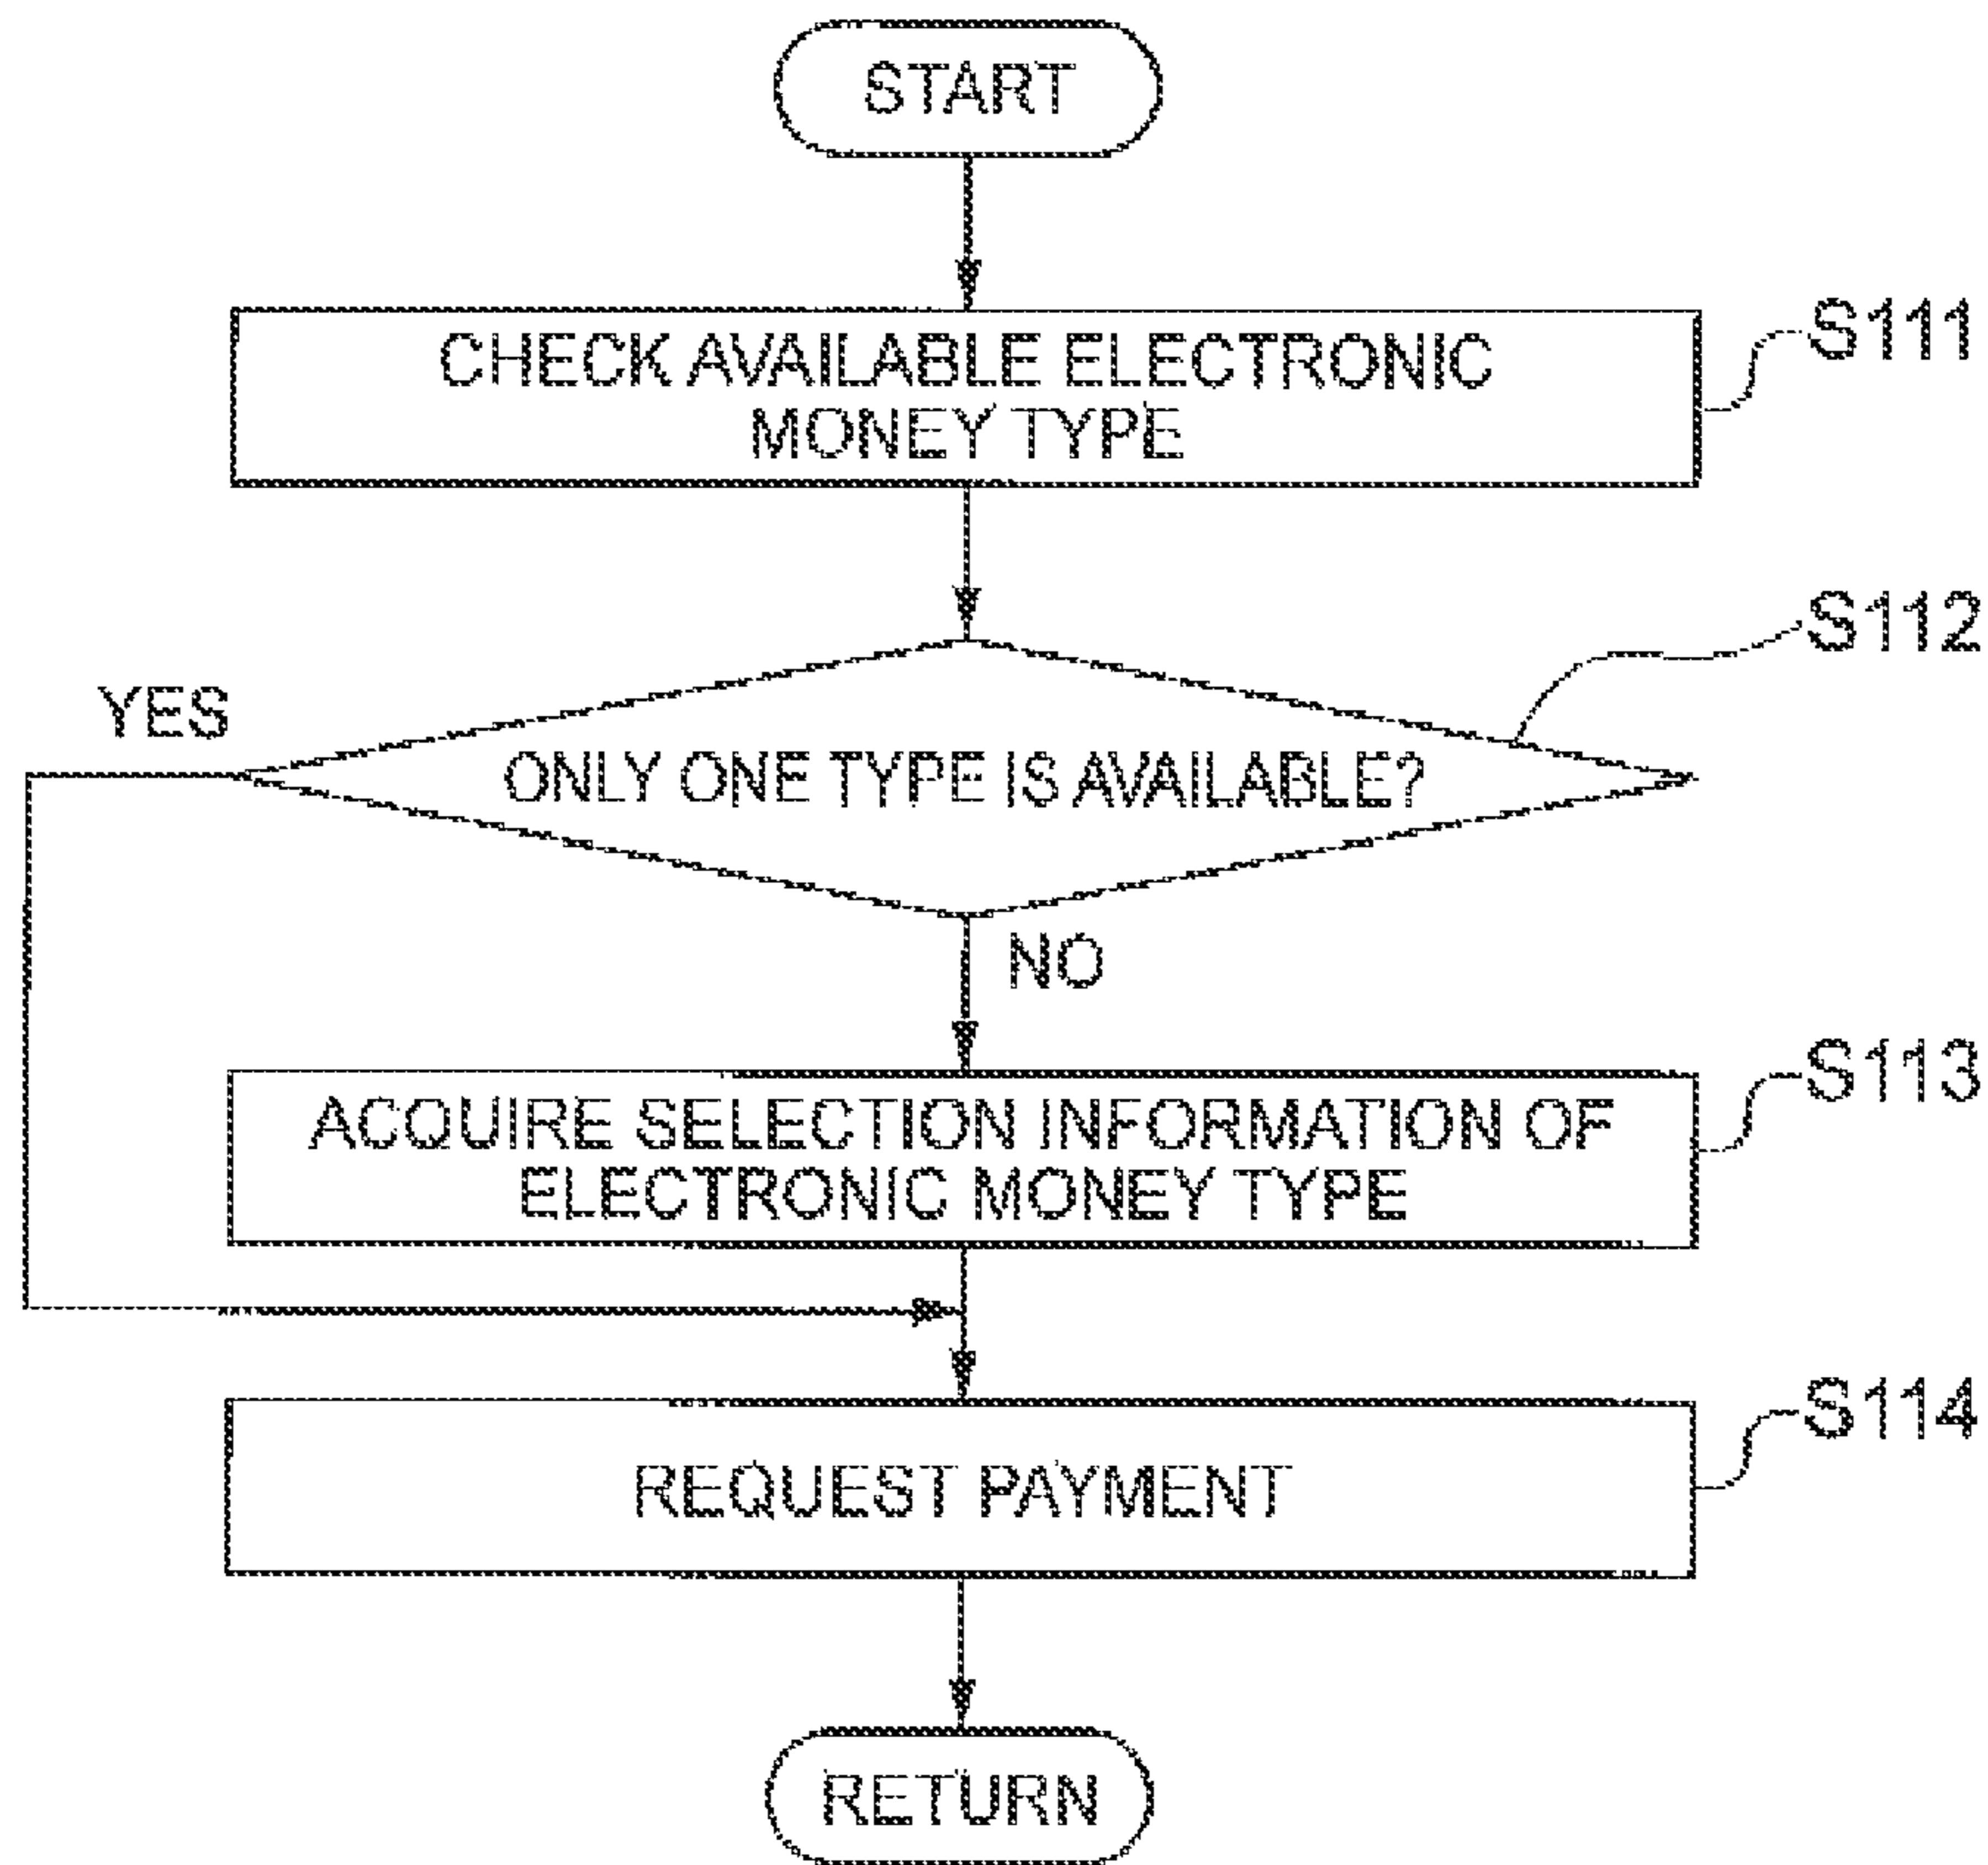 START
CHECK AVAILABLE ELECTRONIC
MONEY TYPE
S111
S112
YES
ONLY ONE TYPE IS AVAILABLE?
NO
ACQUIRE SELECTION INFORMATION OF
ELECTRONIC MONEY TYPE
S113
REQUEST PAYMENT
S114
RETURN